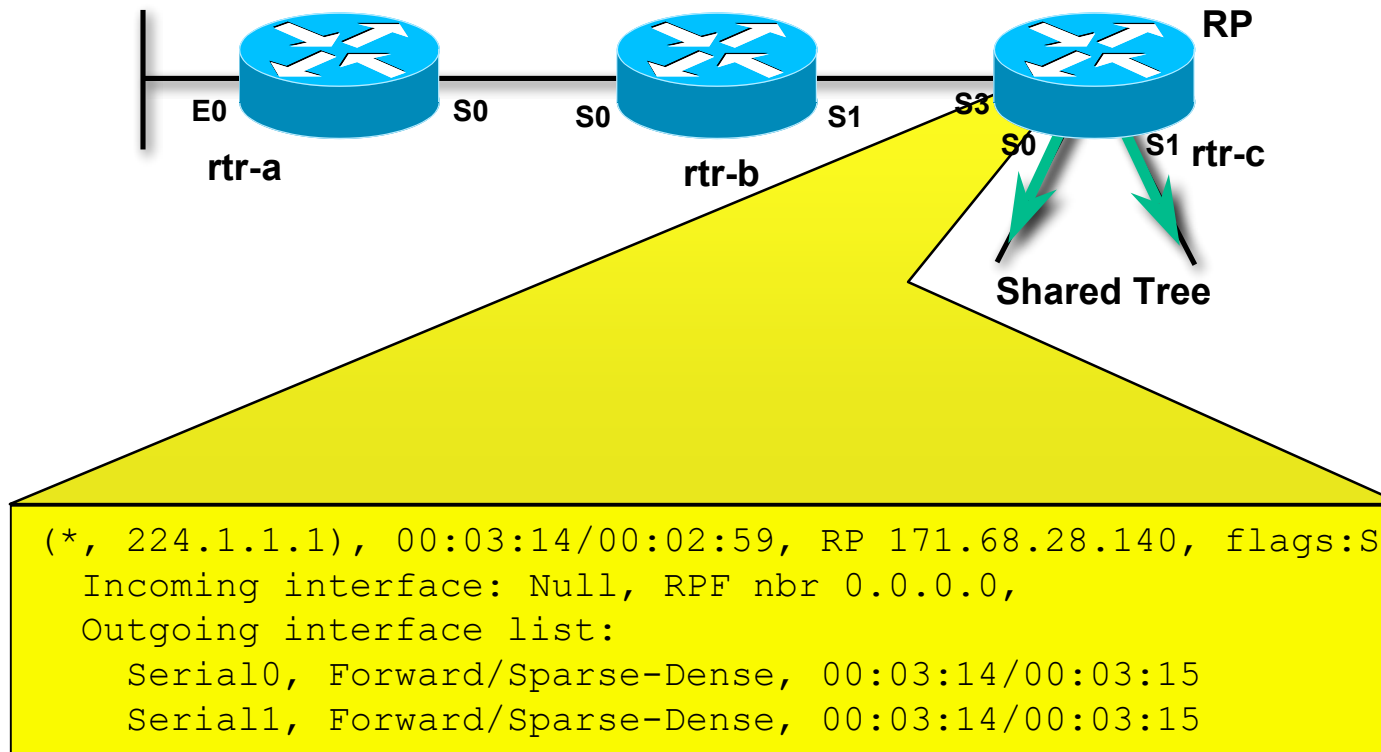 RP
E0
S0
S0
S1
S3
S0
S1
rtr-a
rtr-b
rtr-c
Shared Tree
(*, 224.1.1.1), 00:03:14/00:02:59, RP 171.68.28.140, flags:S
Incoming interface: Null, RPF nbr 0.0.0.0,
Outgoing interface list:
Serial0, Forward/Sparse-Dense, 00:03:14/00:03:15
Serial1, Forward/Sparse-Dense, 00:03:14/00:03:15